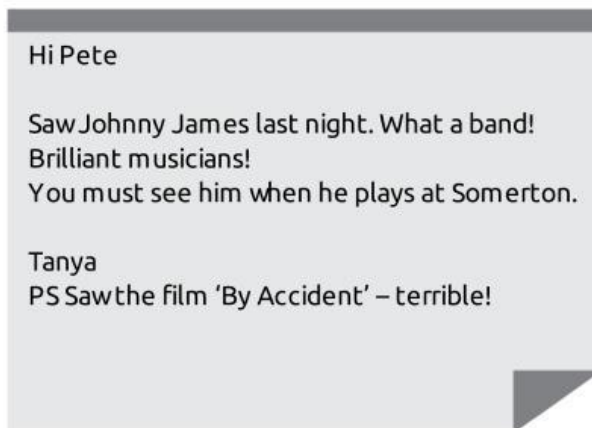 Hi Pete
Saw Johnny James last night. What a band!
Brilliant musicians!
You must see him when he plays at Somerton.
Tanya
PS Saw the film ‘By Accident’ – terrible!